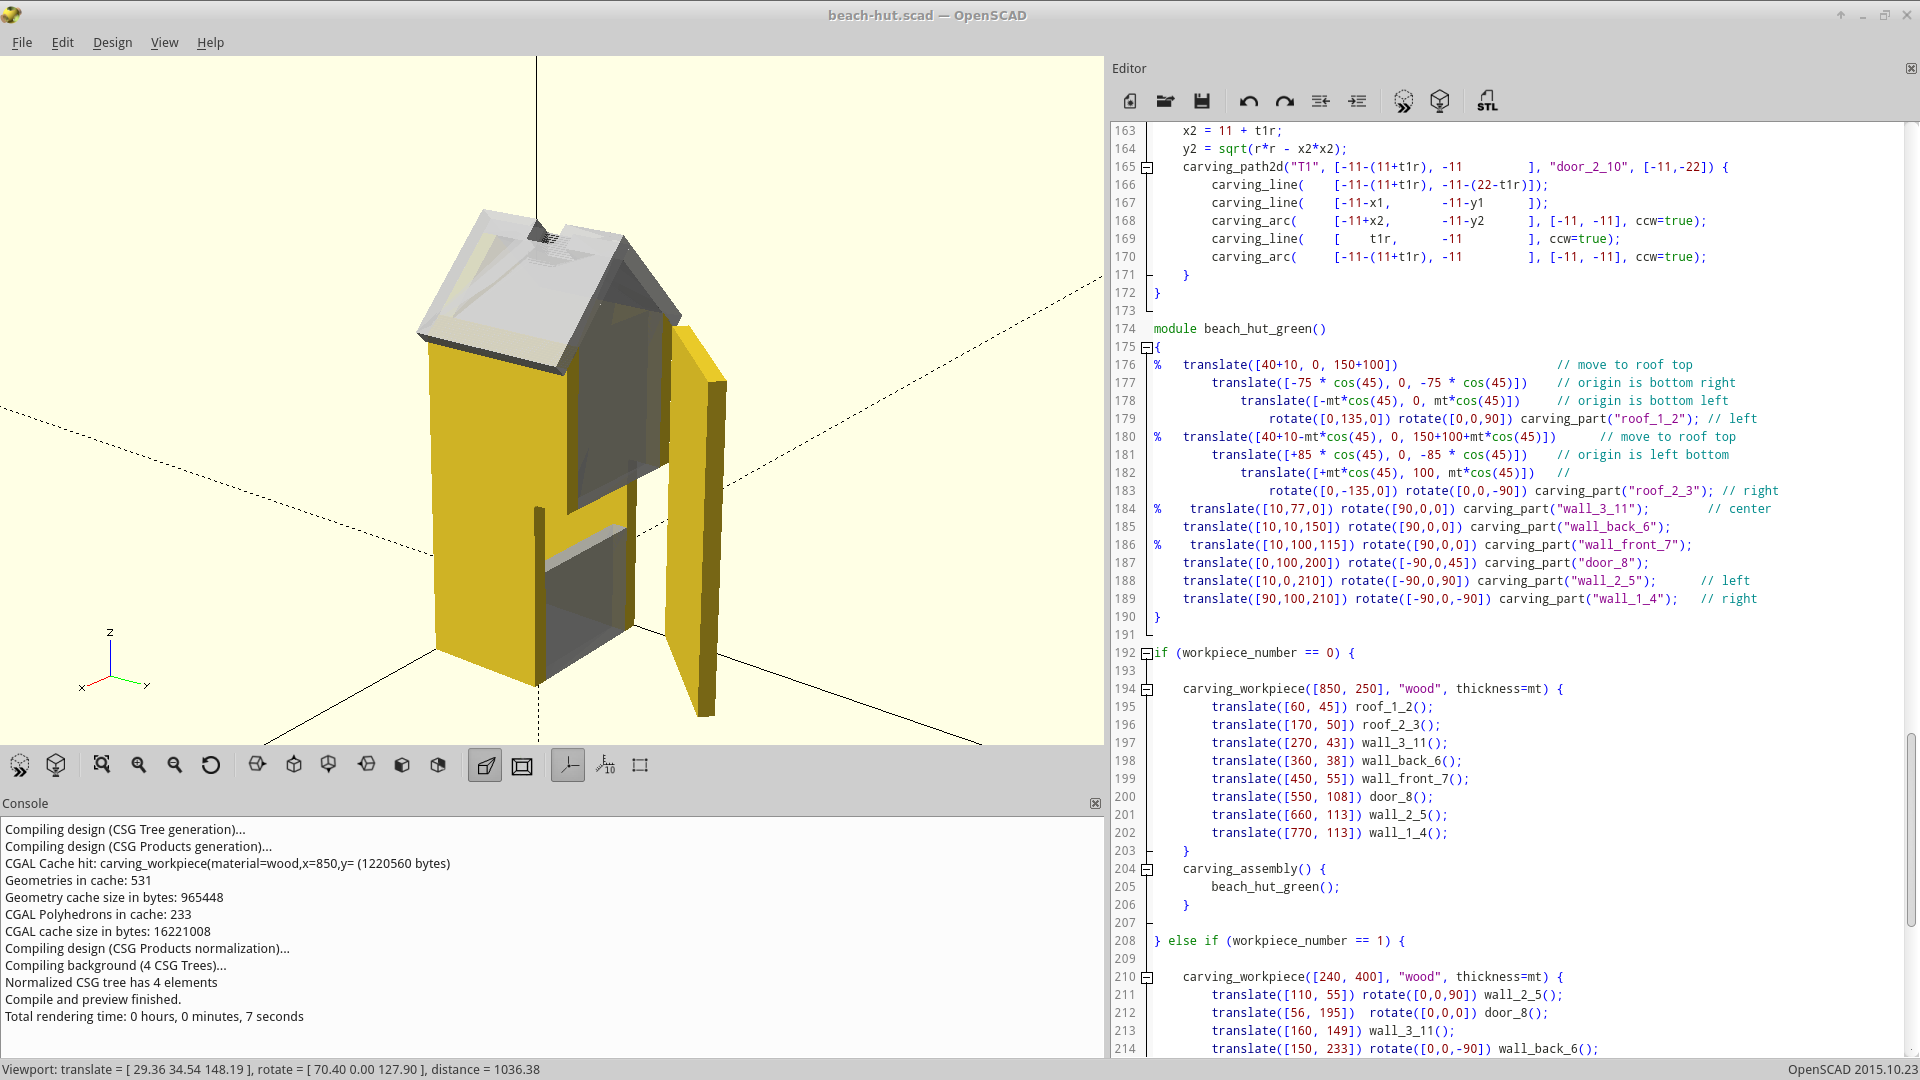 beach-hut.scad — OpenSCAD
File Edit Design View Help
Editor
STL
163 x2 = 11 + t1r;
164 y2 = sqrt(r*r - x2*x2);
165 carving_path2d("T1", [-11-(11+t1r), -11 ], "door_2_10", [-11,-22]) {
166 carving_line( [-11-(11+t1r), -11-(22-t1r)]);
167 carving_line( [-11-x1, -11-y1 ]);
168 carving_arc( [-11+x2, -11-y2 ], [-11, -11], ccw=true);
169 carving_line( [ t1r, -11 ], ccw=true);
170 carving_arc( [-11-(11+t1r), -11 ], [-11, -11], ccw=true);
171 }
172 }
173
174 module beach_hut_green()
175 {
176 % translate([40+10, 0, 150+100]) // move to roof top
177 translate([-75 * cos(45), 0, -75 * cos(45)]) // origin is bottom right
178 translate([-mt*cos(45), 0, mt*cos(45)]) // origin is bottom left
179 rotate([0,135,0]) rotate([0,0,90]) carving_part("roof_1_2"); // left
180 % translate([40+10-mt*cos(45), 0, 150+100+mt*cos(45)]) // move to roof top
181 translate([+85 * cos(45), 0, -85 * cos(45)]) // origin is left bottom
182 translate([+mt*cos(45), 100, mt*cos(45)]) //
183 rotate([0,-135,0]) rotate([0,0,-90]) carving_part("roof_2_3"); // right
184 % translate([10,77,0]) rotate([90,0,0]) carving_part("wall_3_11"); // center
185 translate([10,10,150]) rotate([90,0,0]) carving_part("wall_back_6");
186 % translate([10,100,115]) rotate([90,0,0]) carving_part("wall_front_7");
187 translate([0,100,200]) rotate([-90,0,45]) carving_part("door_8");
188 translate([10,0,210]) rotate([-90,0,90]) carving_part("wall_2_5"); // left
189 translate([90,100,210]) rotate([-90,0,-90]) carving_part("wall_1_4"); // right
190 }
191
192 if (workpiece_number == 0) {
193
194 carving_workpiece([850, 250], "wood", thickness=mt) {
195 translate([60, 45]) roof_1_2();
196 translate([170, 50]) roof_2_3();
197 translate([270, 43]) wall_3_11();
198 translate([360, 38]) wall_back_6();
199 translate([450, 55]) wall_front_7();
200 translate([550, 108]) door_8();
201 translate([660, 113]) wall_2_5();
202 translate([770, 113]) wall_1_4();
203 }
204 carving_assembly() {
205 beach_hut_green();
206 }
207
208 } else if (workpiece_number == 1) {
209
210 carving_workpiece([240, 400], "wood", thickness=mt) {
211 translate([110, 55]) rotate([0,0,90]) wall_2_5();
212 translate([56, 195]) rotate([0,0,0]) door_8();
213 translate([160, 149]) wall_3_11();
214 translate([150, 233]) rotate([0,0,-90]) wall_back_6();
z
x y
10
Console
Compiling design (CSG Tree generation)...
Compiling design (CSG Products generation)...
CGAL Cache hit: carving_workpiece(material=wood,x=850,y= (1220560 bytes)
Geometries in cache: 531
Geometry cache size in bytes: 965448
CGAL Polyhedrons in cache: 233
CGAL cache size in bytes: 16221008
Compiling design (CSG Products normalization)...
Compiling background (4 CSG Trees)...
Normalized CSG tree has 4 elements
Compile and preview finished.
Total rendering time: 0 hours, 0 minutes, 7 seconds
Viewport: translate = [ 29.36 34.54 148.19 ], rotate = [ 70.40 0.00 127.90 ], distance = 1036.38
OpenSCAD 2015.10.23